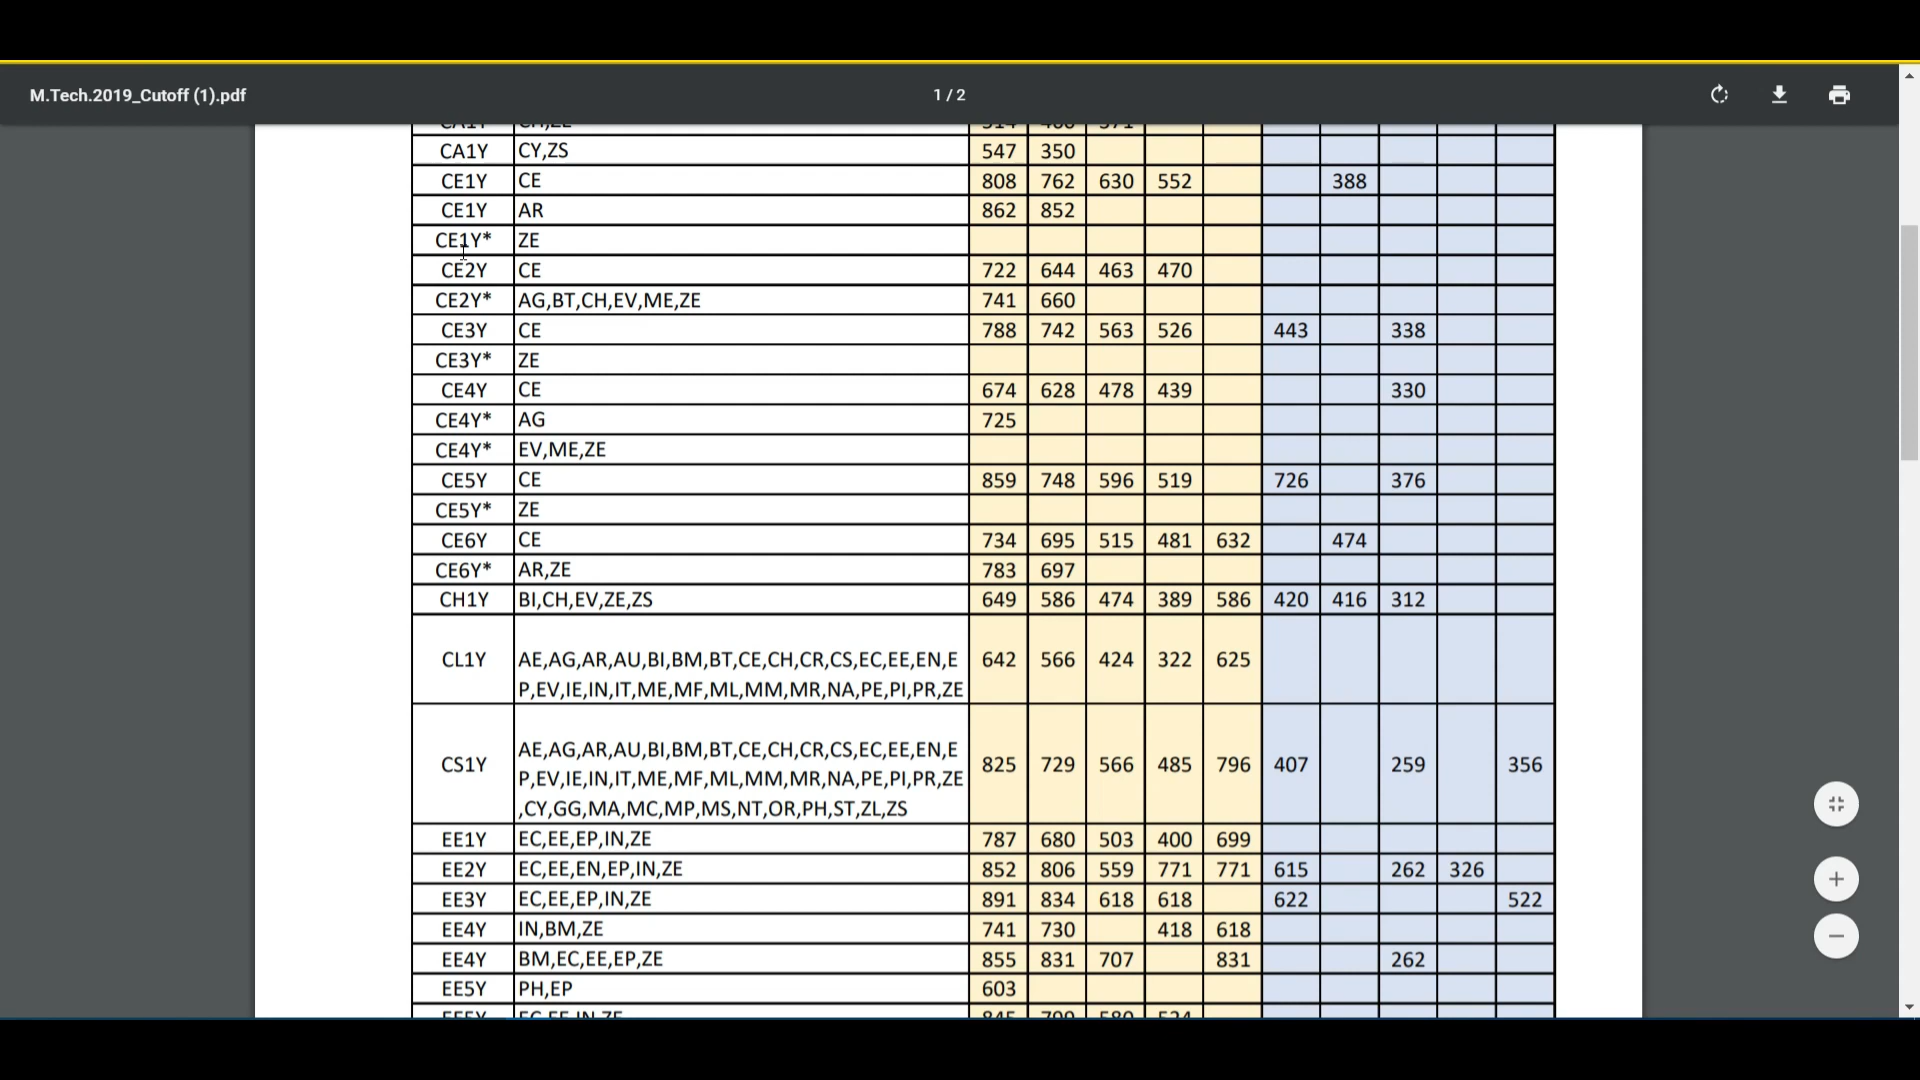 M.Tech.2019_Cutoff (1).pdf 1 / 2
CA1Y CY,ZS 547 350
CE1Y CE 808 762 630 552 388
CE1Y AR 862 852
CE1Y* ZE
CE2Y CE 722 644 463 470
CE2Y* AG,BT,CH,EV,ME,ZE 741 660
CE3Y CE 788 742 563 526 443 338
CE3Y* ZE
CE4Y CE 674 628 478 439 330
CE4Y* AG 725
CE4Y* EV,ME,ZE
CE5Y CE 859 748 596 519 726 376
CE5Y* ZE
CE6Y CE 734 695 515 481 632 474
CE6Y* AR,ZE 783 697
CH1Y BI,CH,EV,ZE,ZS 649 586 474 389 586 420 416 312
CL1Y AE,AG,AR,AU,BI,BM,BT,CE,CH,CR,CS,EC,EE,EN,E 642 566 424 322 625
P,EV,IE,IN,IT,ME,MF,ML,MM,MR,NA,PE,PI,PR,ZE
AE,AG,AR,AU,BI,BM,BT,CE,CH,CR,CS,EC,EE,EN,E
CS1Y P,EV,IE,IN,IT,ME,MF,ML,MM,MR,NA,PE,PI,PR,ZE 825 729 566 485 796 407 259 356
,CY,GG,MA,MC,MP,MS,NT,OR,PH,ST,ZL,ZS
EE1Y EC,EE,EP,IN,ZE 787 680 503 400 699
EE2Y EC,EE,EN,EP,IN,ZE 852 806 559 771 771 615 262 326
EE3Y EC,EE,EP,IN,ZE 891 834 618 618 622 522
EE4Y IN,BM,ZE 741 730 418 618
EE4Y BM,EC,EE,EP,ZE 855 831 707 831 262
EE5Y PH,EP 603